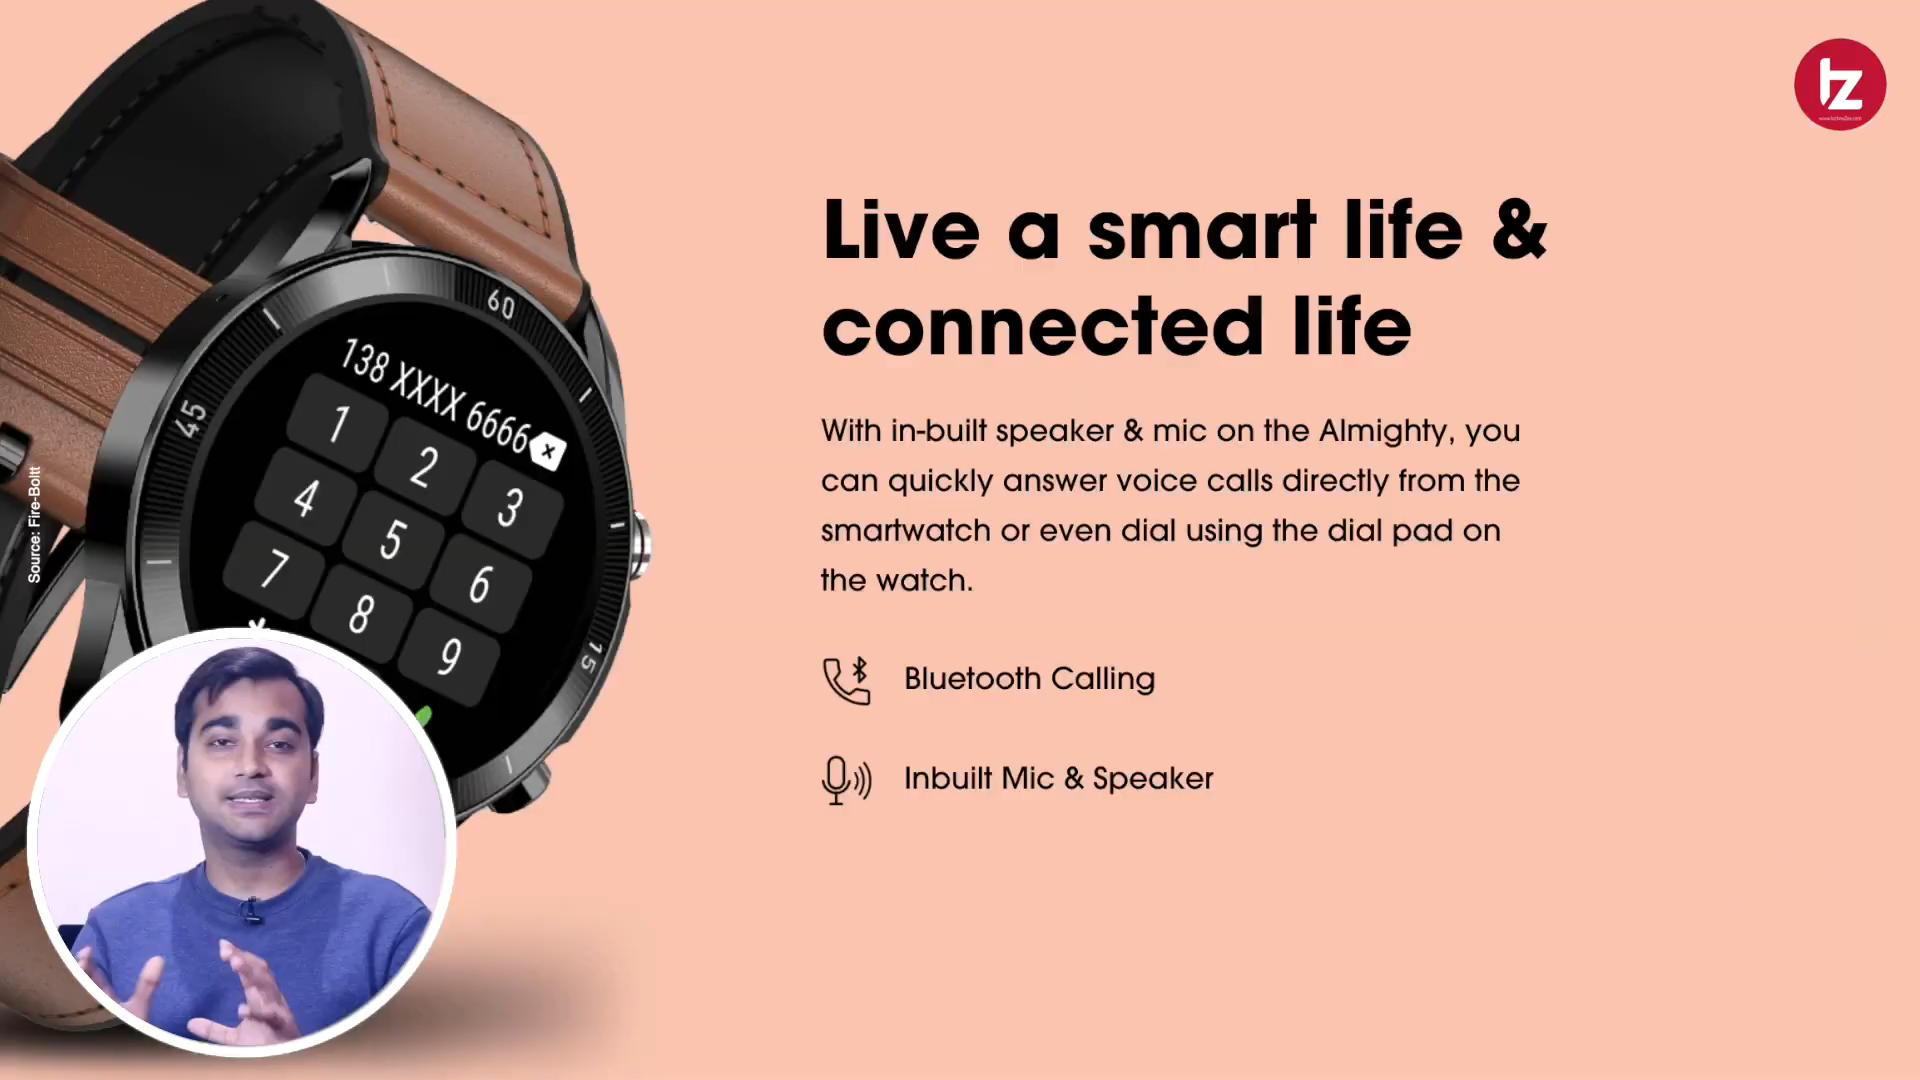 tz
Live a smart life &
connected life
With in-built speaker & mic on the Almighty, you
can quickly answer voice calls directly from the
smartwatch or even dial using the dial pad on
the watch.
Bluetooth Calling
Inbuilt Mic & Speaker
60
45
15
138 XXXX 6666
1 2 3
4 5 6
7 8 9
*
Source: Fire-Boltt